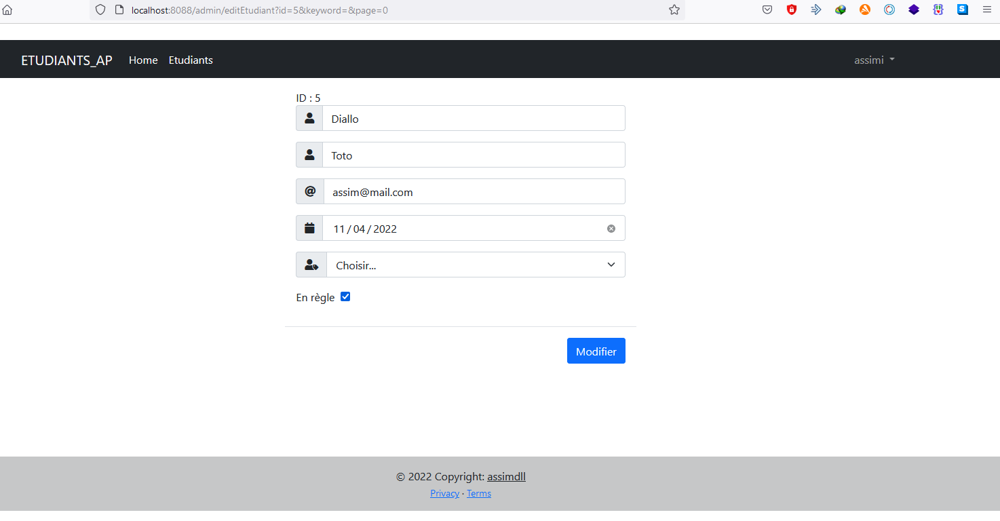 localhost:8088/admin/editEtudiant?id=5&keyword=&page=0
S
ETUDIANTS_AP Home Etudiants assimi
ID : 5
Diallo
Toto
@ assim@mail.com
11 / 04 / 2022
Choisir...
En règle
Modifier
© 2022 Copyright: assimdll
Privacy · Terms